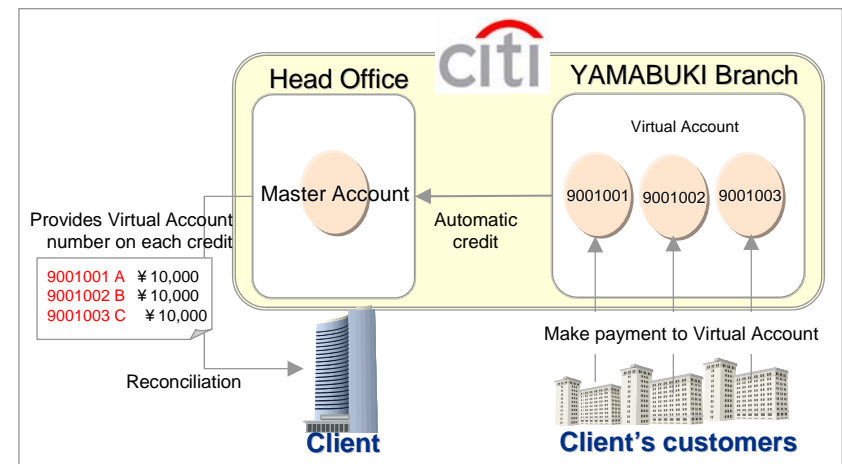 citi
Head Office
YAMABUKI Branch
Virtual Account
Master Account
9001001
9001002
9001003
Automatic
credit
Provides Virtual Account
number on each credit
9001001 A ¥10,000
9001002 B ¥10,000
9001003 C ¥10,000
Make payment to Virtual Account
Reconciliation
Client
Client's customers